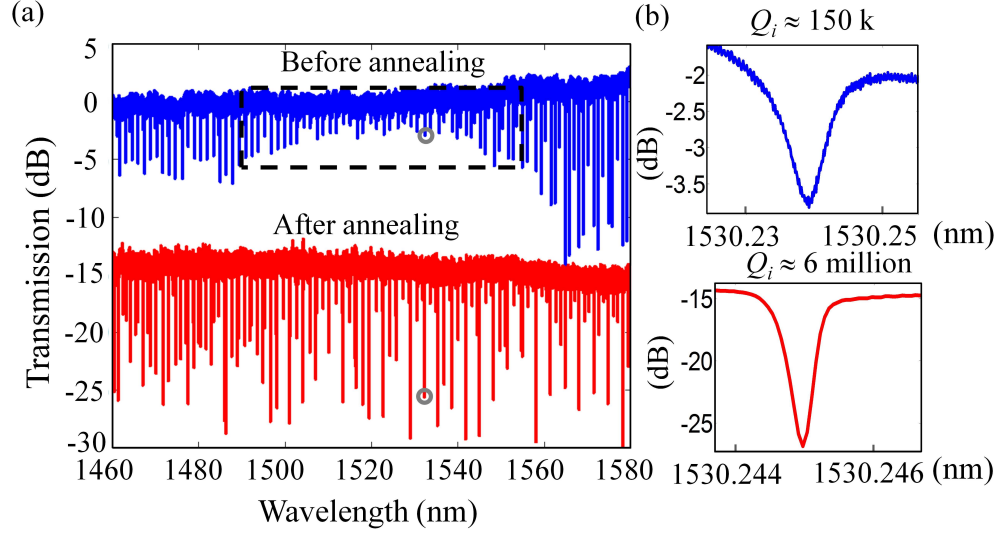 (a)
Transmission (dB)
5
0
-5
-10
-15
-20
-25
-30
Before annealing
After annealing
1460 1480 1500 1520 1540 1560 1580
Wavelength (nm)
(b)
Qi ≈ 150 k
(dB)
-2
-2.5
-3
-3.5
1530.23 1530.25 (nm)
Qi ≈ 6 million
(dB)
-15
-20
-25
1530.244 1530.246 (nm)